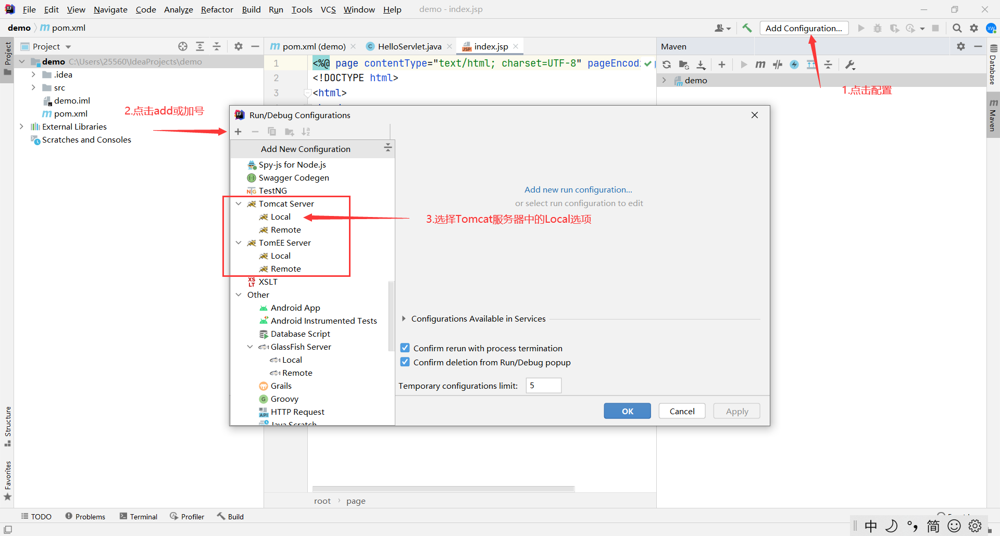 File Edit View Navigate Code Analyze Refactor Build Run Tools VCS Window Help demo - index.jsp
demo pom.xml
Add Configuration...
XW
Project
Project
pom.xml (demo) HelloServlet.java index.jsp
Maven
Database
Maven
demo C:\Users\25560\IdeaProjects\demo
.idea
src
demo.iml
pom.xml
External Libraries
Scratches and Consoles
1 <%@ page contentType="text/html; charset=UTF-8" pageEncod
2 <!DOCTYPE html>
3 <html>
demo
1.点击配置
2.点击add或加号
Run/Debug Configurations
Add New Configuration
Spy-js for Node.js
Swagger Codegen
TestNG
Tomcat Server
Local
Remote
TomEE Server
Local
Remote
XSLT
Other
Android App
Android Instrumented Tests
Database Script
GlassFish Server
Local
Remote
Grails
Groovy
HTTP Request
Java Scratch
Add new run configuration...
or select run configuration to edit
3.选择Tomcat服务器中的Local选项
Configurations Available in Services
Confirm rerun with process termination
Confirm deletion from Run/Debug popup
Temporary configurations limit: 5
OK Cancel Apply
Structure
Favorites
root page
TODO Problems Terminal Profiler Build
中 简